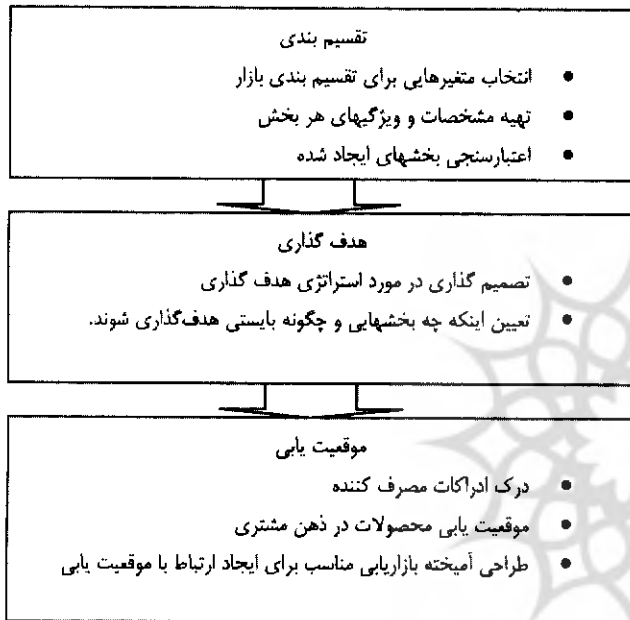 تقسیم بندی
• انتخاب متغیرهایی برای تقسیم بندی بازار
• تهیه مشخصات و ویژگیهای هر بخش
• اعتبارسنجی بخشهای ایجاد شده
هدف گذاری
• تصمیم گذاری در مورد استراتژی هدف گذاری
• تعیین اینکه چه بخشهایی و چگونه بایستی هدف‌گذاری شوند.
موقعیت یابی
• درک ادراکات مصرف کننده
• موقعیت یابی محصولات در ذهن مشتری
• طراحی آمیخته بازاریابی مناسب برای ایجاد ارتباط با موقعیت یابی